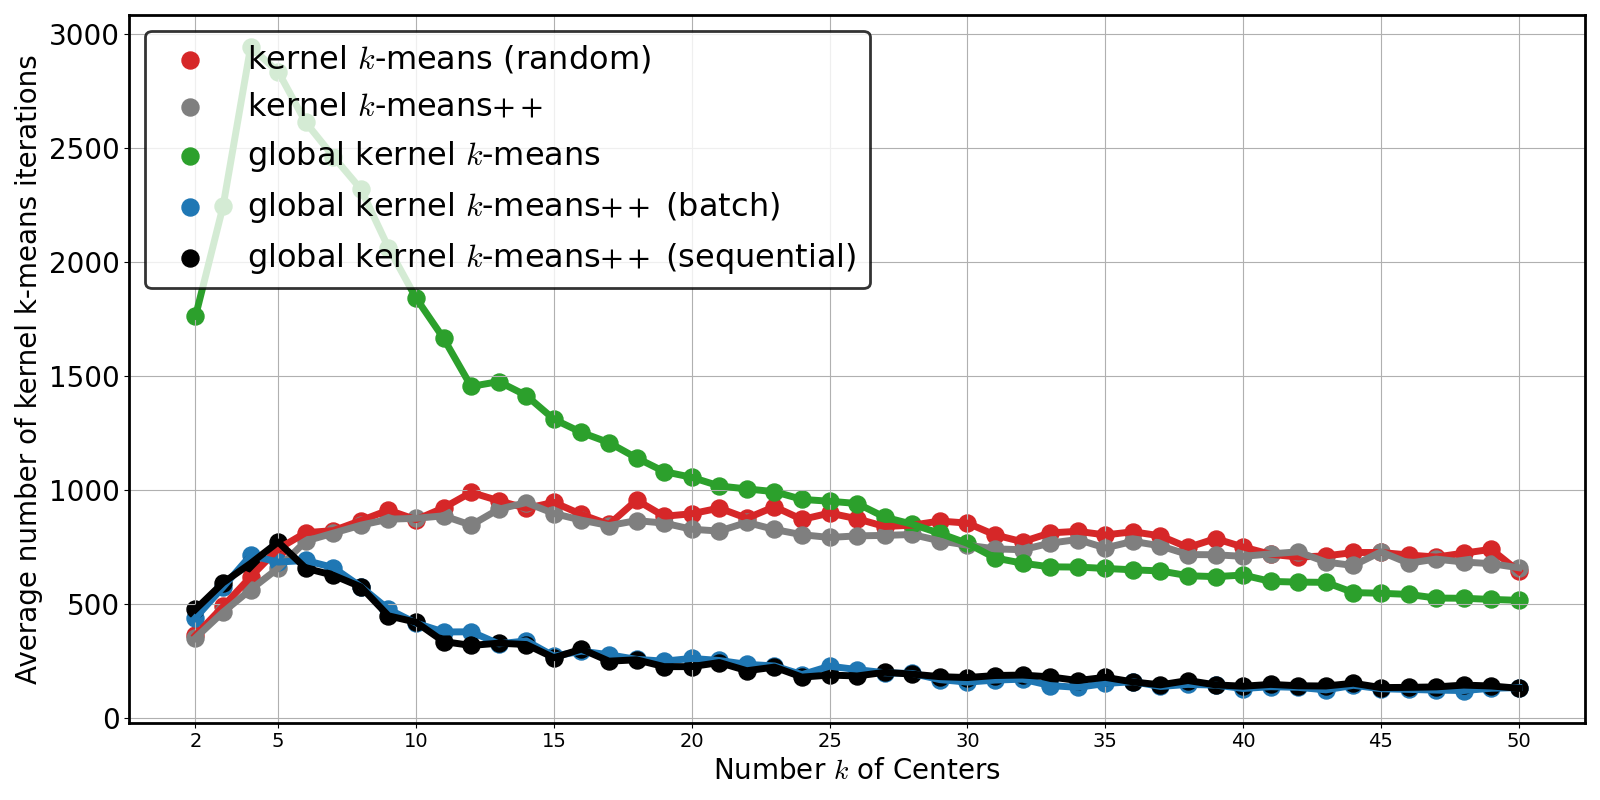 Average number of kernel k-means iterations
3000
2500
2000
1500
1000
500
0
kernel k-means (random)
kernel k-means++
global kernel k-means
global kernel k-means++ (batch)
global kernel k-means++ (sequential)
2 5 10 15 20 25 30 35 40 45 50
Number k of Centers